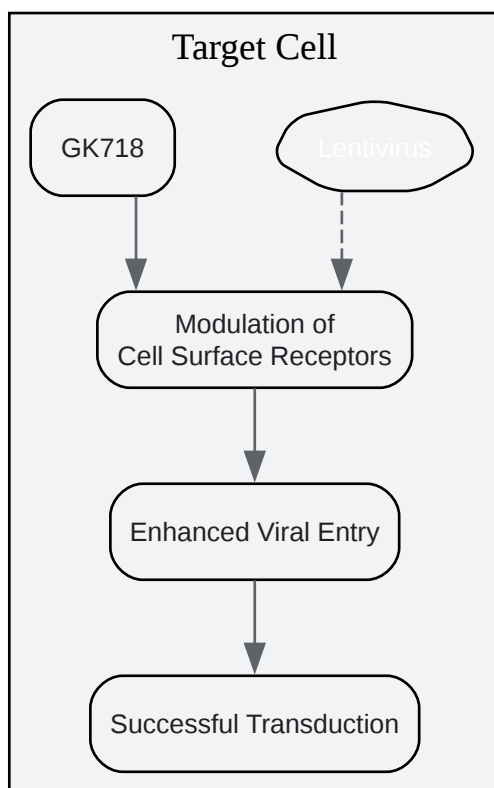 Target Cell
GK718
Lentivirus
Modulation of
Cell Surface Receptors
Enhanced Viral Entry
Successful Transduction